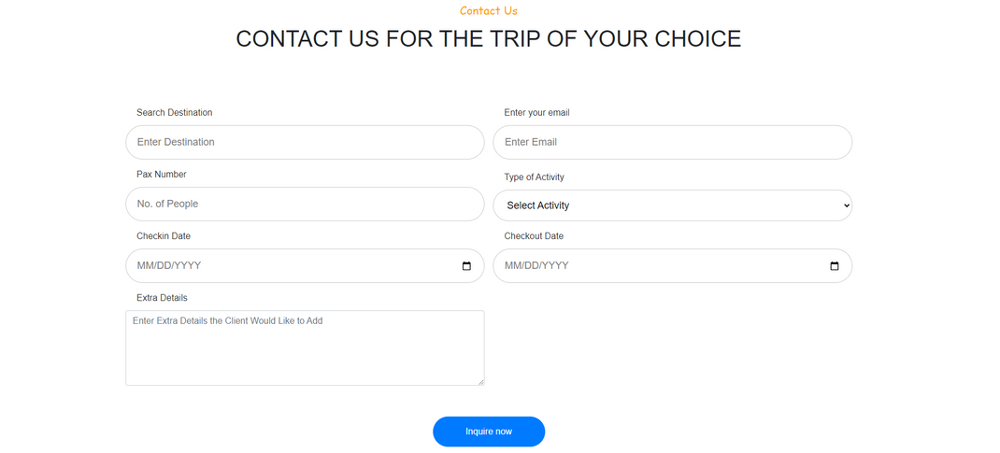 Contact Us
CONTACT US FOR THE TRIP OF YOUR CHOICE
Search Destination
Enter your email
Enter Destination
Enter Email
Pax Number
Type of Activity
No. of People
Select Activity
Checkin Date
Checkout Date
MM/DD/YYYY
MM/DD/YYYY
Extra Details
Enter Extra Details the Client Would Like to Add
Inquire now